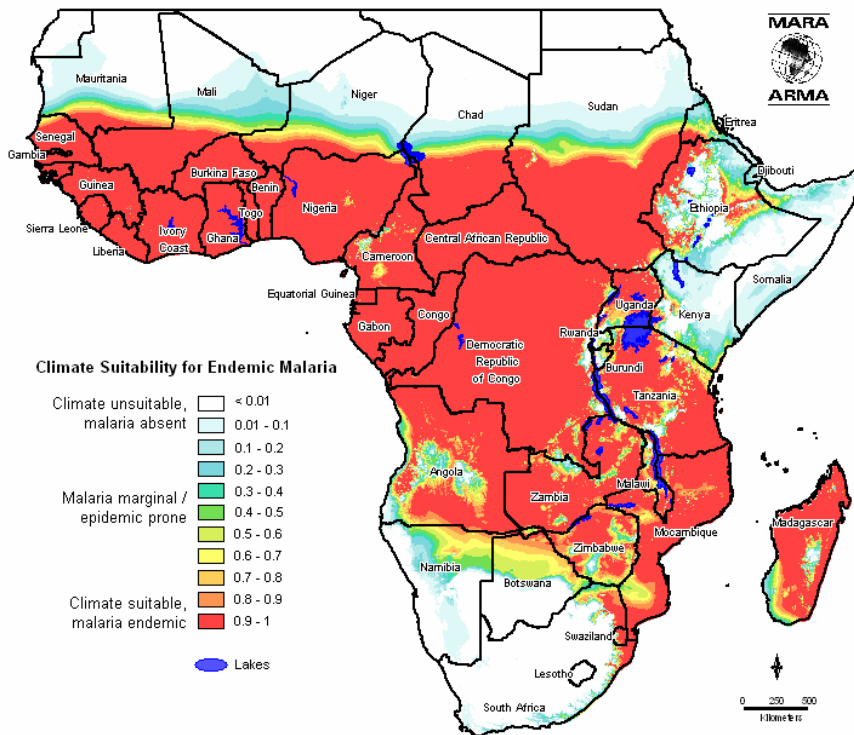 MARA
ARMA
Mauritania
Mali
Niger
Chad
Sudan
Eritrea
Senegal
Gambia
Burkina Faso
Djibouti
Guinea
Benin
Nigeria
Togo
Ethiopia
Sierra Leone
Ivory
Coast
Ghana
Liberia
Central African Republic
Cameroon
Somalia
Equatorial Guinea
Uganda
Kenya
Gabon
Congo
Rwanda
Democratic
Republic
of Congo
Burundi
Tanzania
Climate Suitability for Endemic Malaria
Climate unsuitable,
malaria absent
< 0.01
0.01 - 0.1
0.1 - 0.2
0.2 - 0.3
Malaria marginal /
epidemic prone
0.3 - 0.4
0.4 - 0.5
0.5 - 0.6
0.6 - 0.7
0.7 - 0.8
Climate suitable,
malaria endemic
0.8 - 0.9
0.9 - 1
Lakes
Angola
Zambia
Malawi
Mocambique
Madagascar
Zimbabwe
Namibia
Botswana
Swaziland
Lesotho
South Africa
0 250 500
Kilometers